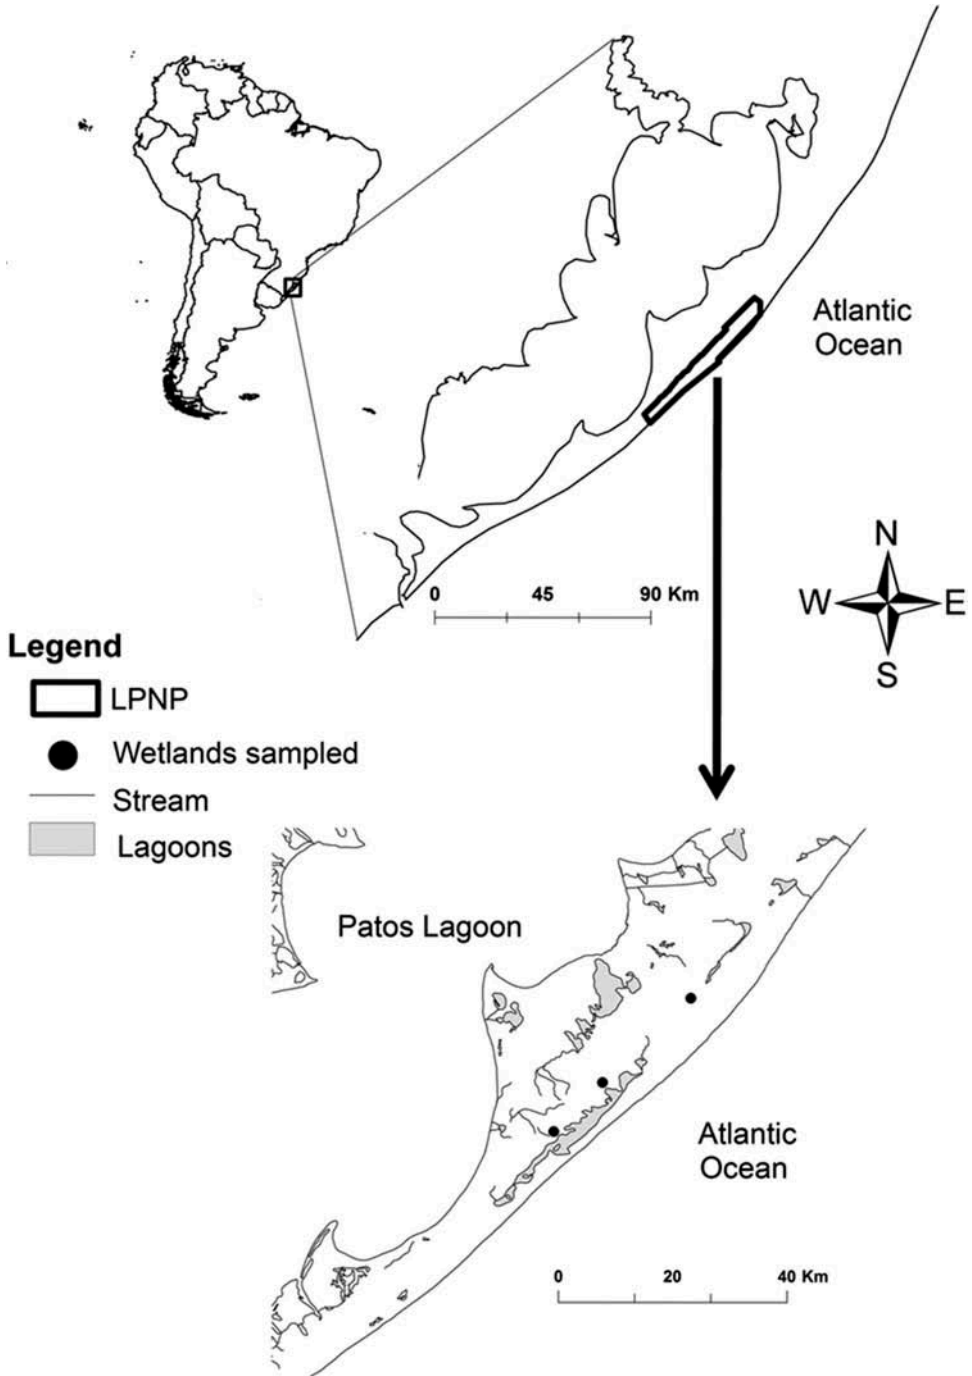 Atlantic
Ocean
0 45 90 Km
N
W E
S
Legend
LPNP
Wetlands sampled
Stream
Lagoons
Patos Lagoon
Atlantic
Ocean
0 20 40 Km